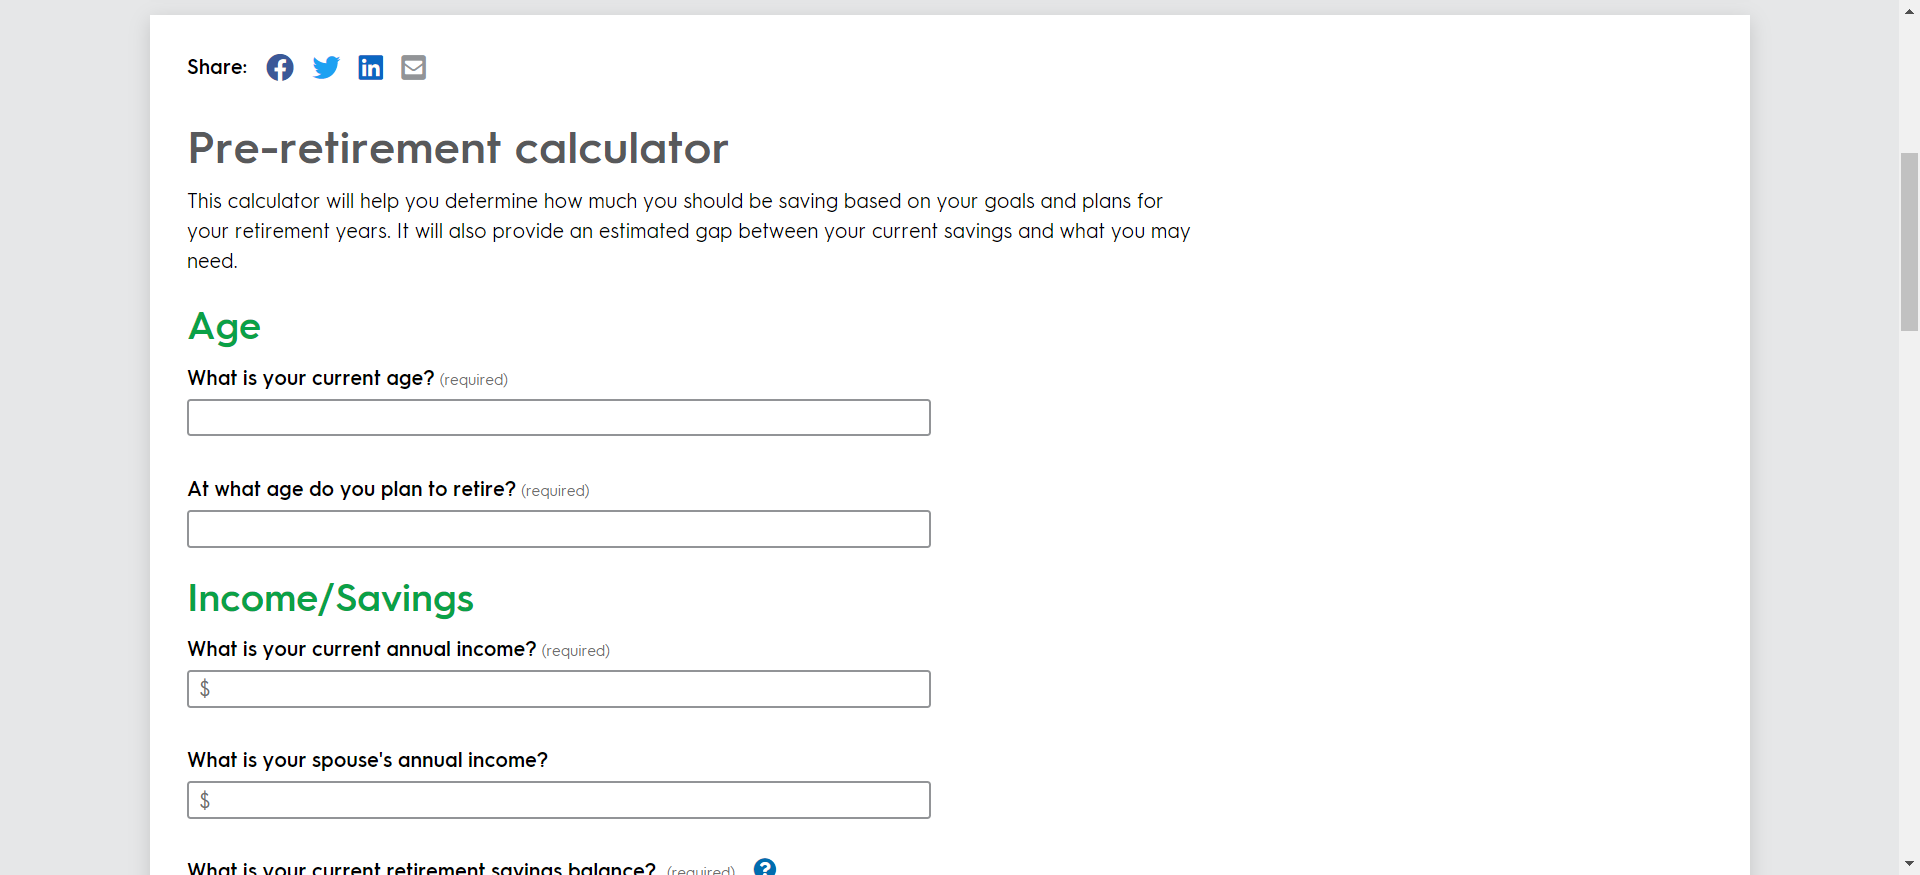 Share:
Pre-retirement calculator
This calculator will help you determine how much you should be saving based on your goals and plans for
your retirement years. It will also provide an estimated gap between your current savings and what you may
need.
Age
What is your current age? (required)
At what age do you plan to retire? (required)
Income/Savings
What is your current annual income? (required)
$
What is your spouse's annual income?
$
What is your current retirement savings balance? (required) ?